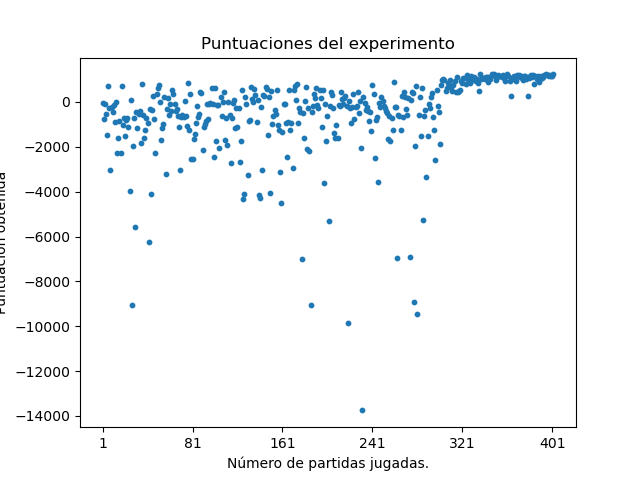 Puntuaciones del experimento
Puntuación obtenida
0
−2000
−4000
−6000
−8000
−10000
−12000
−14000
1 81 161 241 321 401
Número de partidas jugadas.